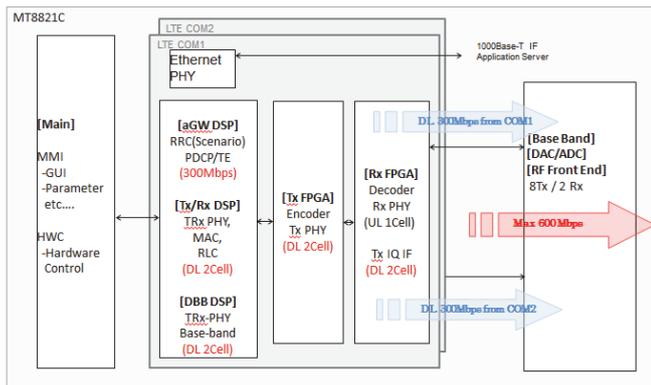 MT8821C
LTE COM2
LTE COM1
Ethernet
PHY
1000Base-T IF
Application Server
[Main]
MMI
-GUI
-Parameter
etc....
HWC
-Hardware
Control
[aGW DSP]
RRC(Scenario)
PDCP/TE
(300Mbps)
[Tx/Rx DSP]
TRx PHY,
MAC,
RLC
(DL 2Cell)
[DBB DSP]
TRx-PHY
Base-band
(DL 2Cell)
[Tx FPGA]
Encoder
Tx PHY
(DL 2Cell)
[Rx FPGA]
Decoder
Rx PHY
(UL 1Cell)
Tx IQ IF
(DL 2Cell)
DL 300Mbps from COM1
[Base Band]
[DAC/ADC]
[RF Front End]
8Tx / 2 Rx
Max 600Mbps
DL 300Mbps from COM2